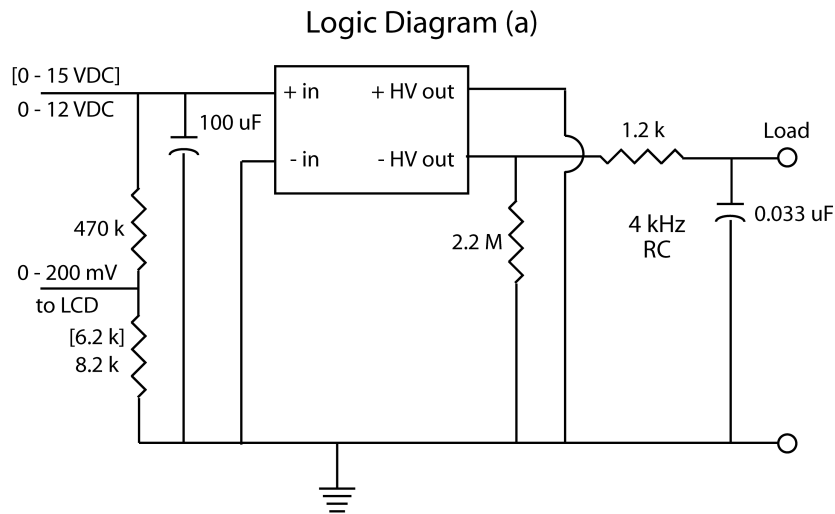 Logic Diagram (a)
[0 - 15 VDC]
0 - 12 VDC
100 uF
+ in
+ HV out
- in
- HV out
1.2 k
Load
470 k
2.2 M
4 kHz
RC
0.033 uF
0 - 200 mV
to LCD
[6.2 k]
8.2 k